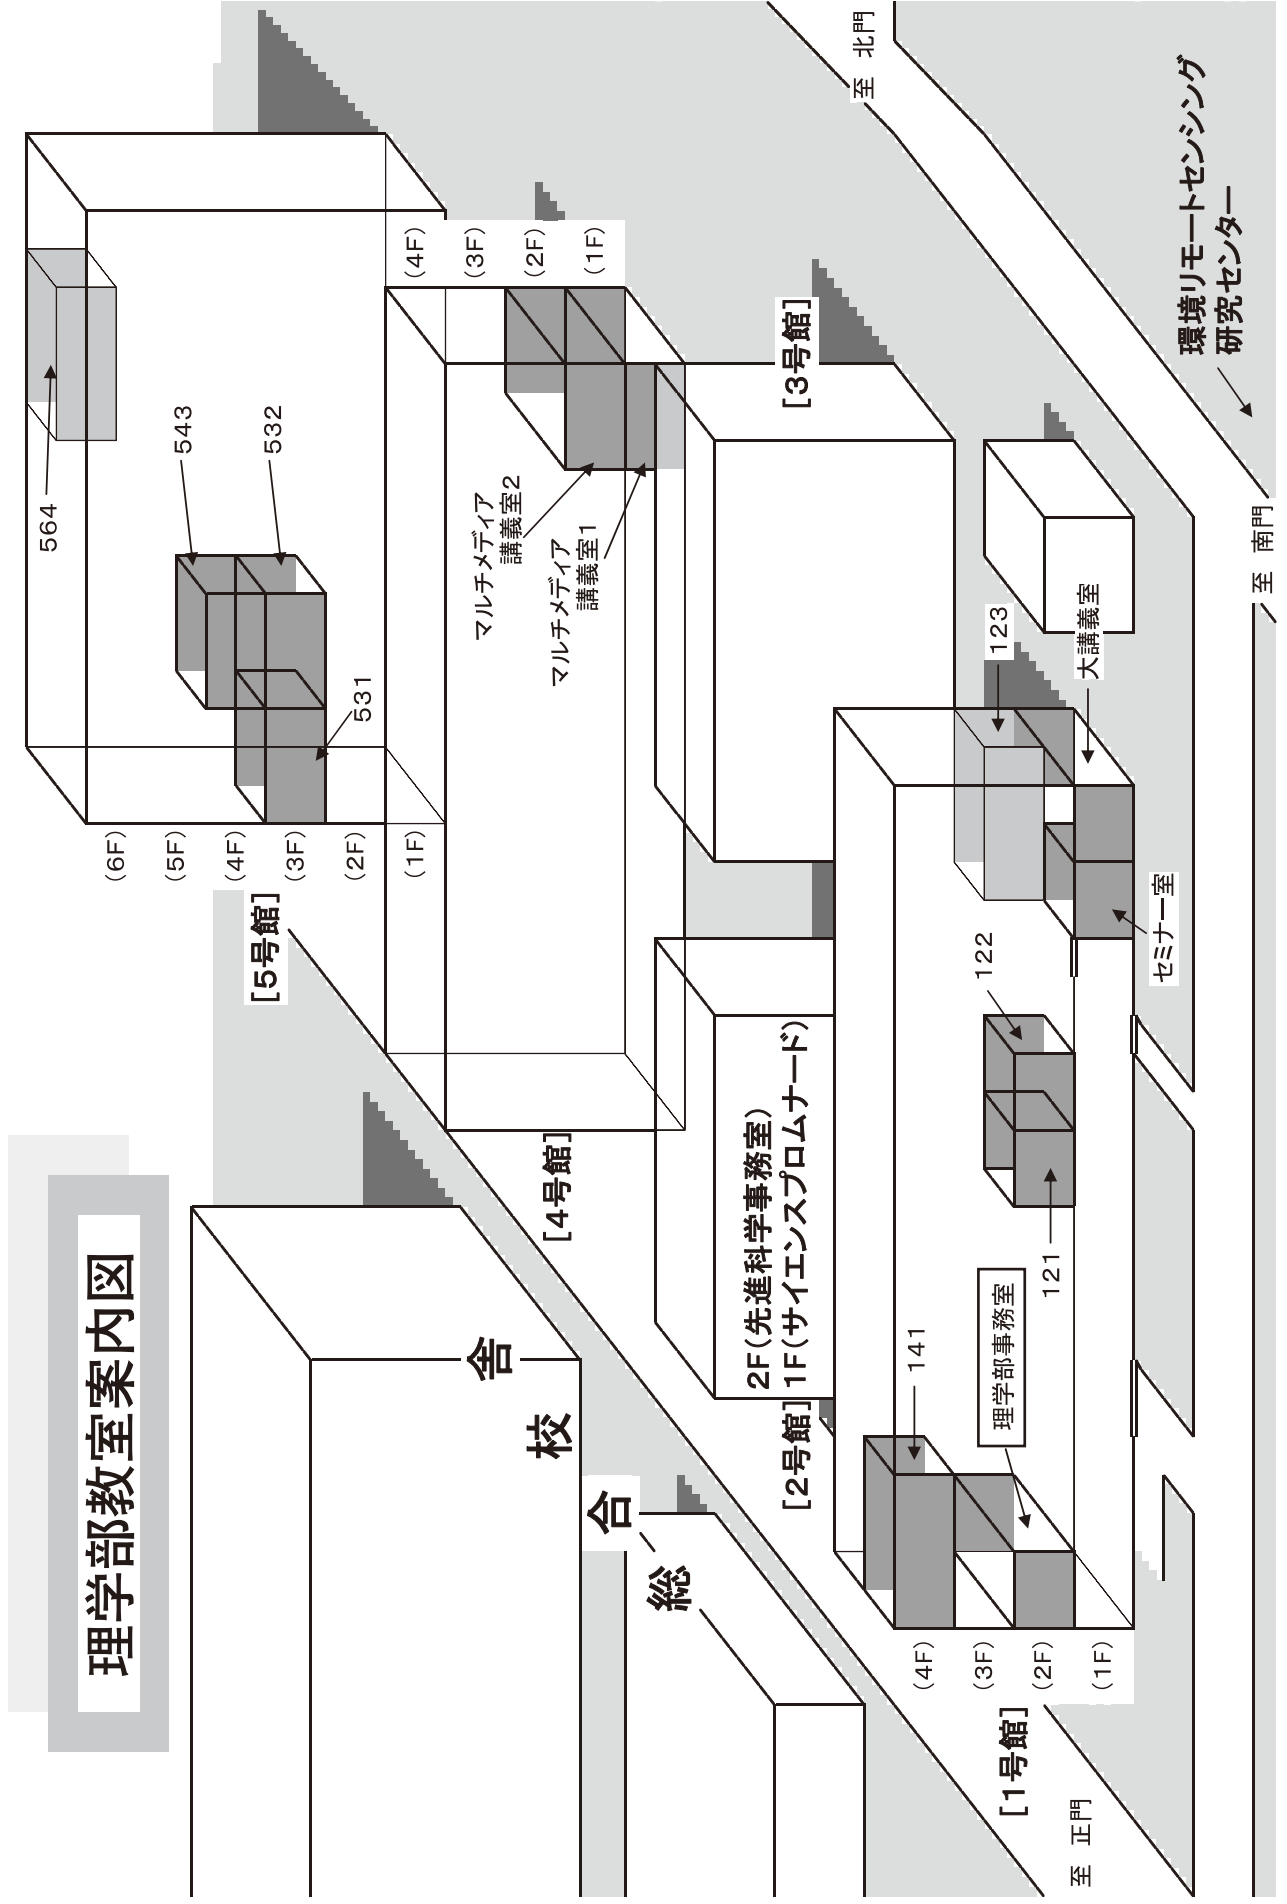 理学部教室案内図
564
543
532
531
(6F)
(5F)
(4F)
(3F)
(2F)
(1F)
[5号館]
(4F)
(3F)
(2F)
(1F)
マルチメディア
講義室2
マルチメディア
講義室1
[4号館]
[3号館]
総合校舎
2F(先進科学事務室)
1F(サイエンスプロムナード)
[2号館]
141
理学部事務室
121
122
123
大講義室
セミナー室
(4F)
(3F)
(2F)
(1F)
[1号館]
至 正門
至 南門
至 北門
環境リモートセンシング
研究センター